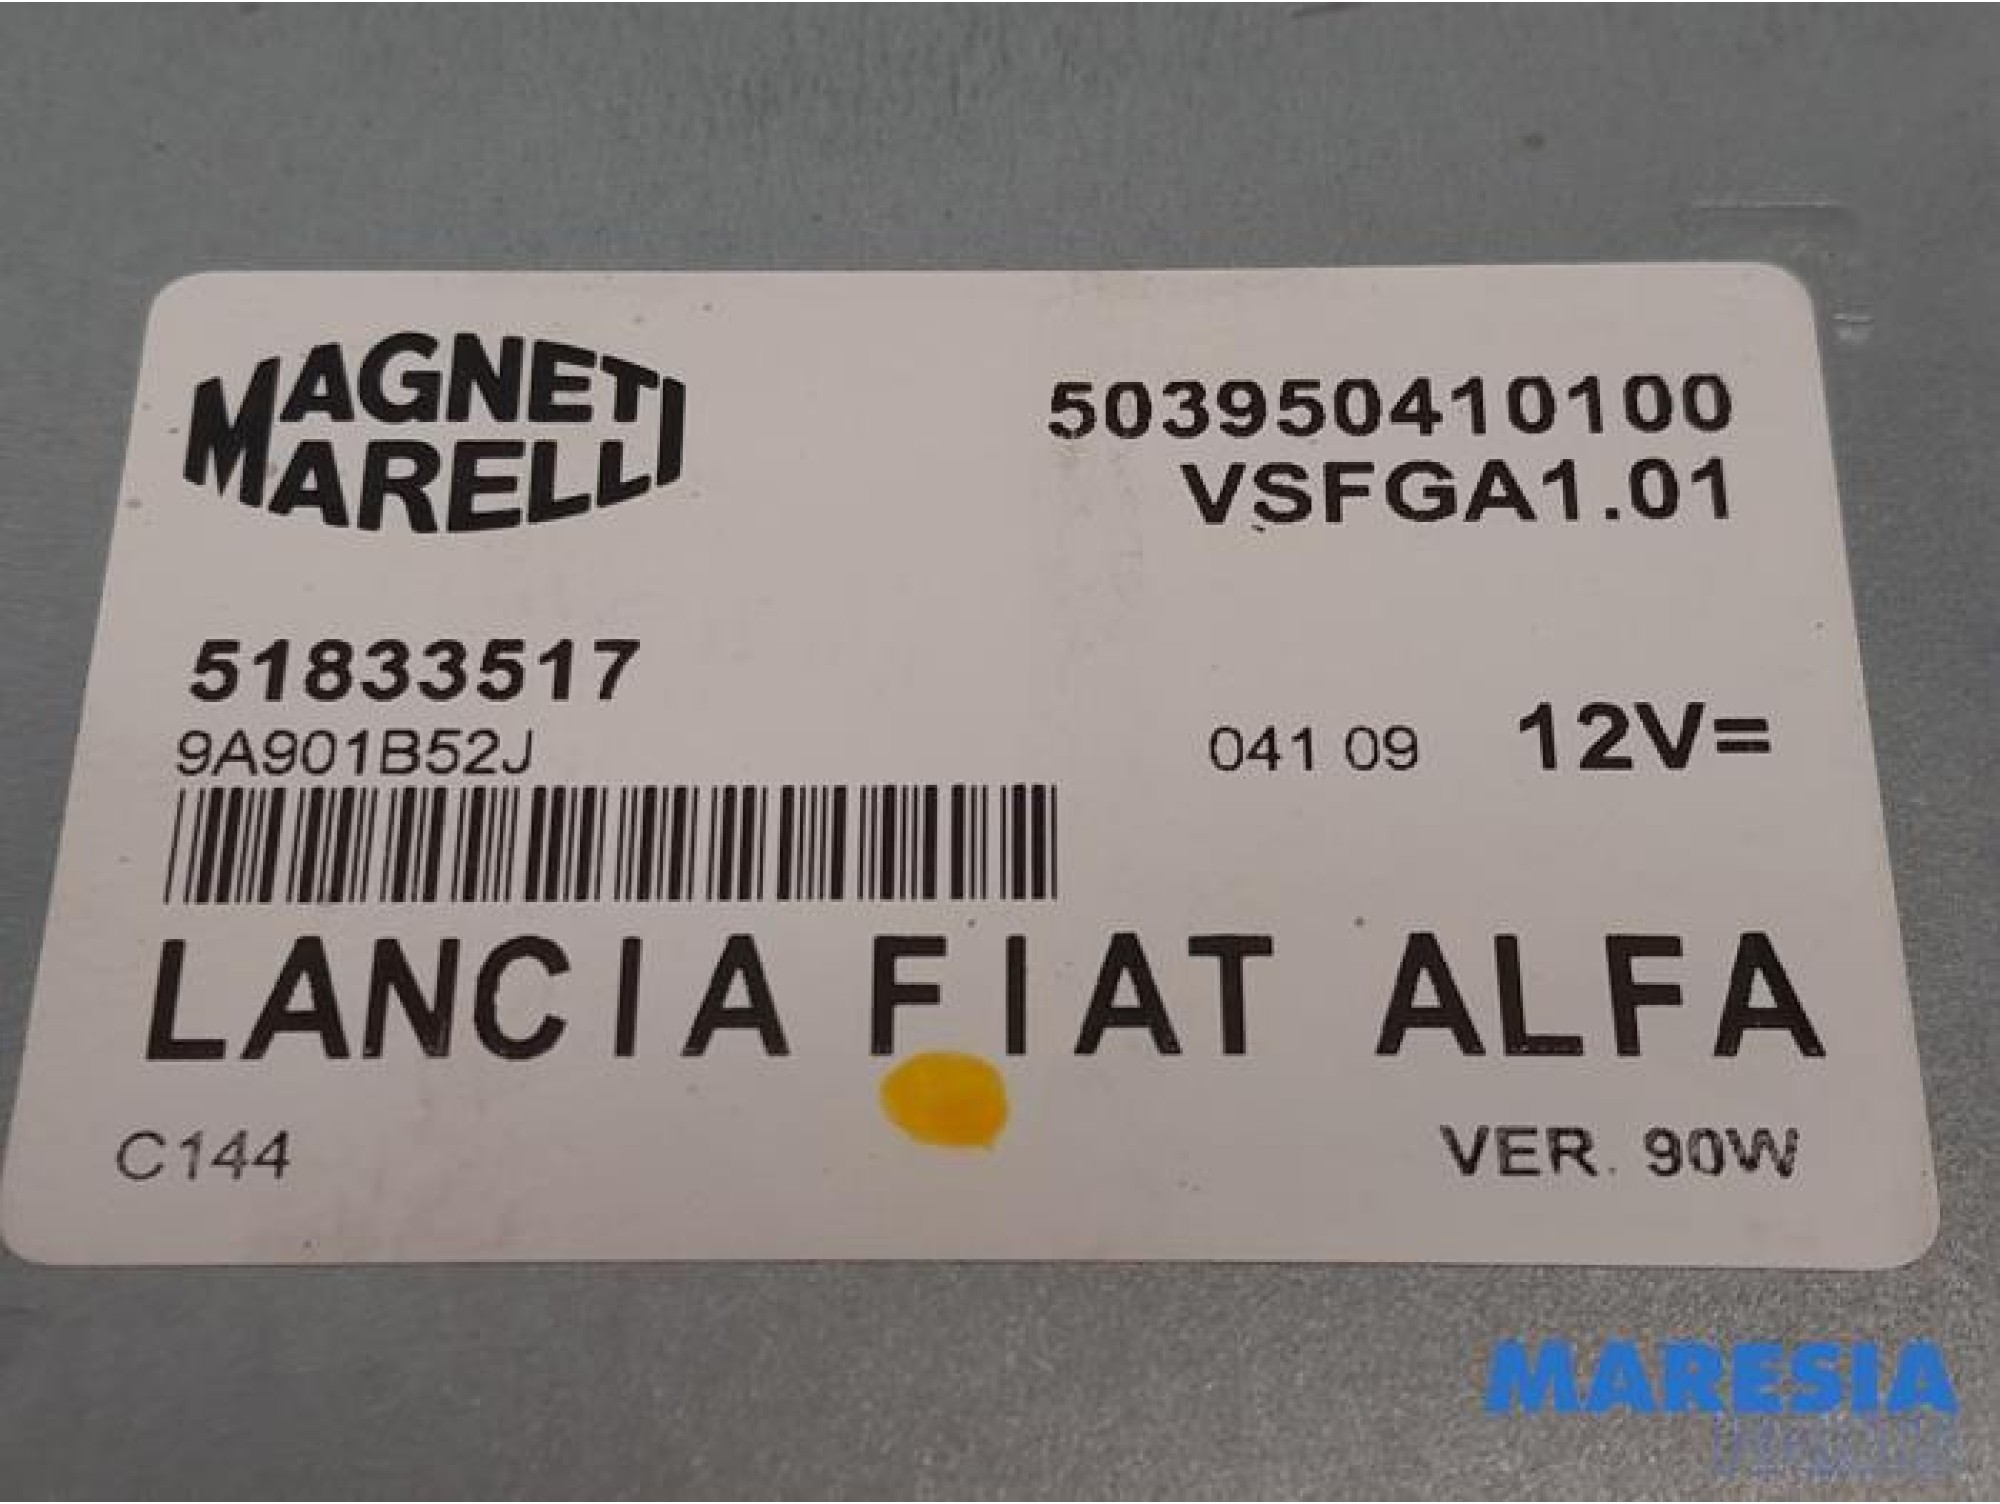 MAGNETI
MARELLI
503950410100
VSFGA1.01
51833517
9A901B52J
041 09 12V=
LANCIA FIAT ALFA
C144
VER. 90W
MARESIA